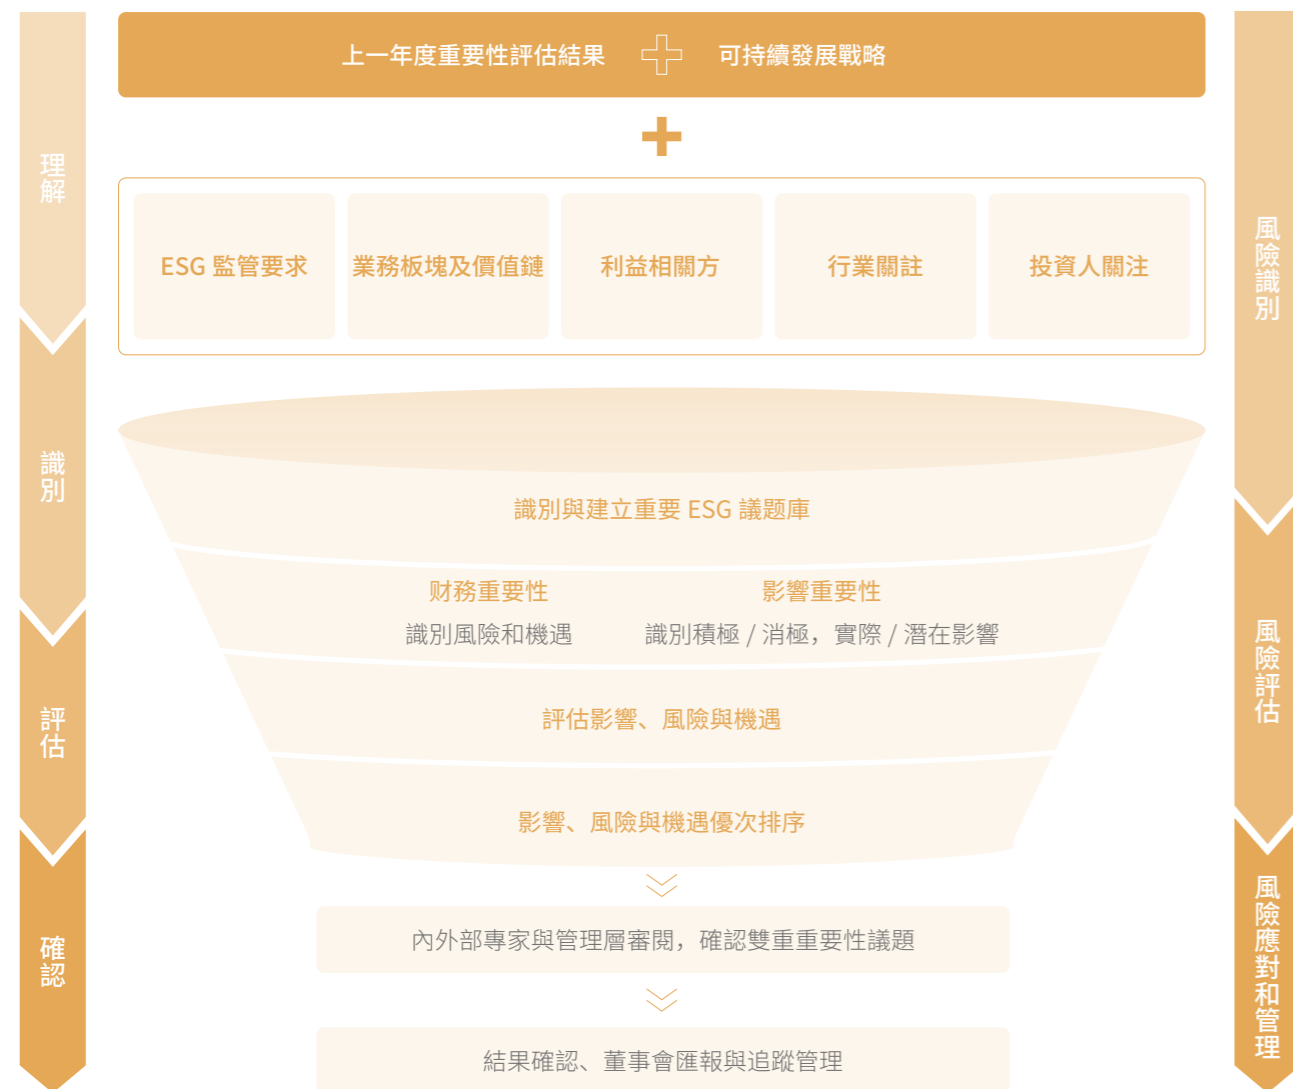 上一年度重要性評估結果
可持續發展戰略
理解
ESG 監管要求
業務板塊及價值鏈
利益相關方
行業關註
投資人關注
風險識別
識別
識別與建立重要 ESG 議题庫
财務重要性
影響重要性
識別風險和機遇
識別積極 / 消極，實際 / 潛在影響
風險評估
評估
評估影響、風險與機遇
影響、風險與機遇優次排序
確認
內外部專家與管理層審閱，確認雙重重要性議題
風險應對和管理
結果確認、董事會匯報與追蹤管理